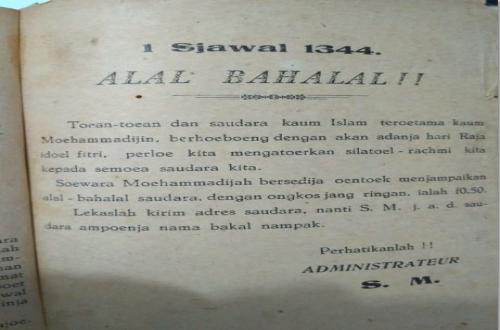 1 Sjawal 1344.
ALAL BAHALAL!!
Toean-toean dan saudara kaum Islam teroetama kaum
Moehammadijin, berhoeboeng dengan akan adanja hari Raja
idoel fitri, perloe kita mengatoerkan silatoel-rachmi kita
kepada semoea saudara kita.
Soewara Moehammadijah bersedija oentoek menjampaikan
alal-bahalal saudara, dengan ongkos jang ringan, ialah f0.50.
Lekaslah kirim adres saudara, nanti S. M. j. a. d. sau-
dara ampoenja nama bakal nampak.
Perhatikanlah !!
ADMINISTRATEUR
S. M.